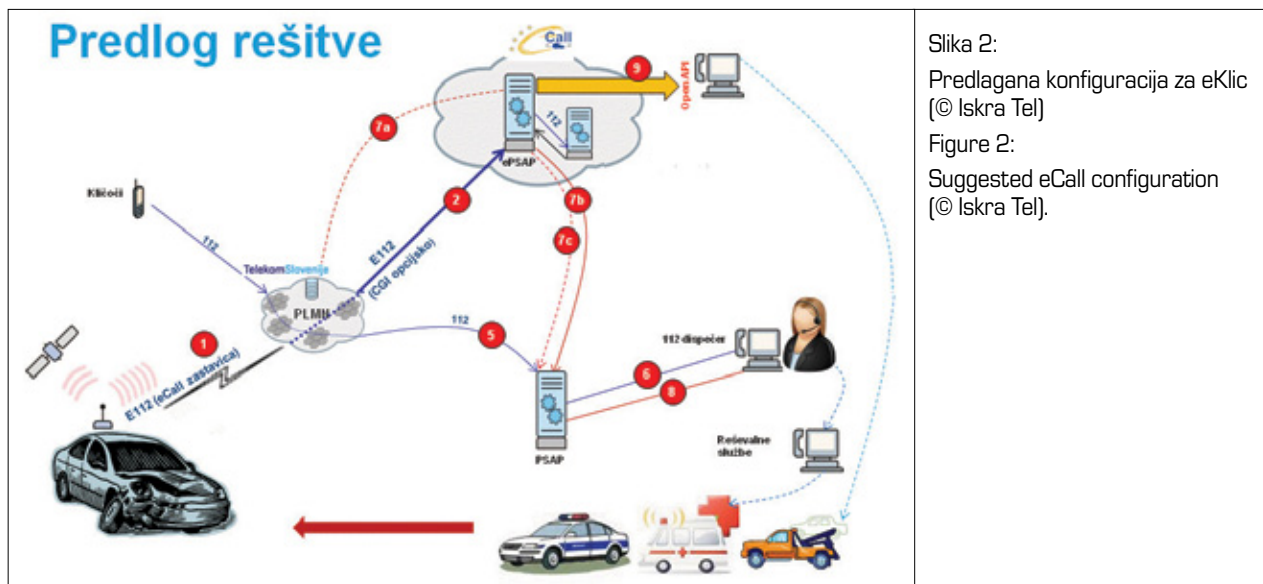 Predlog rešitve
Call
9
Open API
7a
112
ePSAP
Kličoči
2
7b
7c
112
E112
(CGI opcijsko)
TelekomSlovenije
PLMN
1
112
5
112 dispečer
6
8
E112 (eCall zastavica)
PSAP
Reševalne
službe
Slika 2:
Predlagana konfiguracija za eKlic
(© Iskra Tel)
Figure 2:
Suggested eCall configuration
(© Iskra Tel).